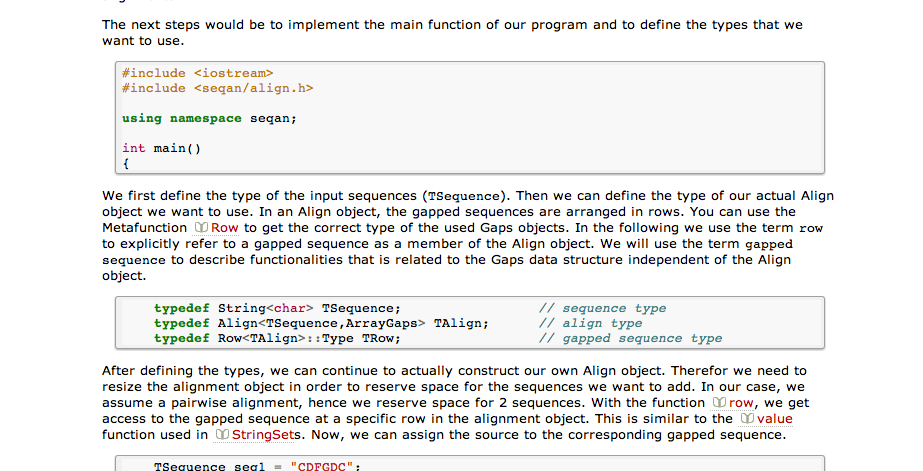 The next steps would be to implement the main function of our program and to define the types that we
want to use.
#include <iostream>
#include <seqan/align.h>
using namespace seqan;
int main()
{
We first define the type of the input sequences (TSequence). Then we can define the type of our actual Align
object we want to use. In an Align object, the gapped sequences are arranged in rows. You can use the
Metafunction Row to get the correct type of the used Gaps objects. In the following we use the term row
to explicitly refer to a gapped sequence as a member of the Align object. We will use the term gapped
sequence to describe functionalities that is related to the Gaps data structure independent of the Align
object.
typedef String<char> TSequence; // sequence type
typedef Align<TSequence,ArrayGaps> TAlign; // align type
typedef Row<TAlign>::Type TRow; // gapped sequence type
After defining the types, we can continue to actually construct our own Align object. Therefor we need to
resize the alignment object in order to reserve space for the sequences we want to add. In our case, we
assume a pairwise alignment, hence we reserve space for 2 sequences. With the function row, we get
access to the gapped sequence at a specific row in the alignment object. This is similar to the value
function used in StringSets. Now, we can assign the source to the corresponding gapped sequence.
TSequence seq1 = "CDFGDC";